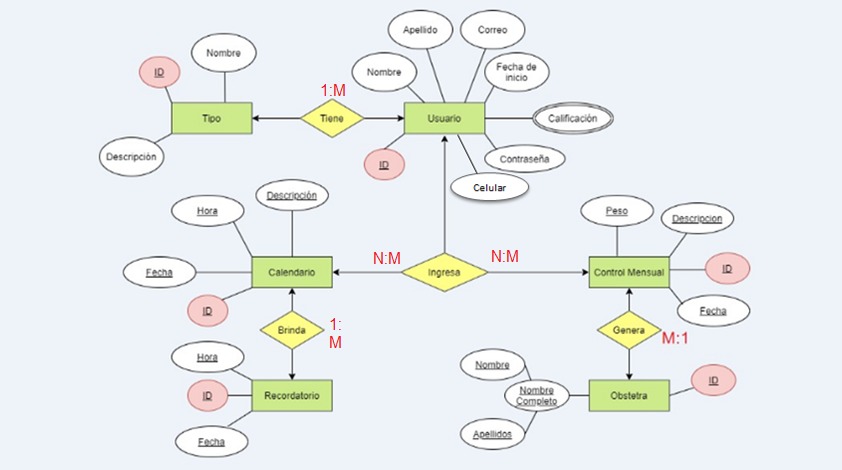 Apellido
Correo
Nombre
ID
Nombre
Fecha de
inicio
1:M
Tipo
Tiene
Usuario
Calificación
Descripción
ID
Contraseña
Celular
Descripción
Hora
Peso
Descripcion
N:M
N:M
Fecha
Calendario
Ingresa
Control Mensual
ID
ID
Fecha
Brinda
1:
M
Genera
M:1
Hora
Nombre
ID
ID
Recordatorio
Nombre
Completo
Obstetra
Fecha
Apellidos